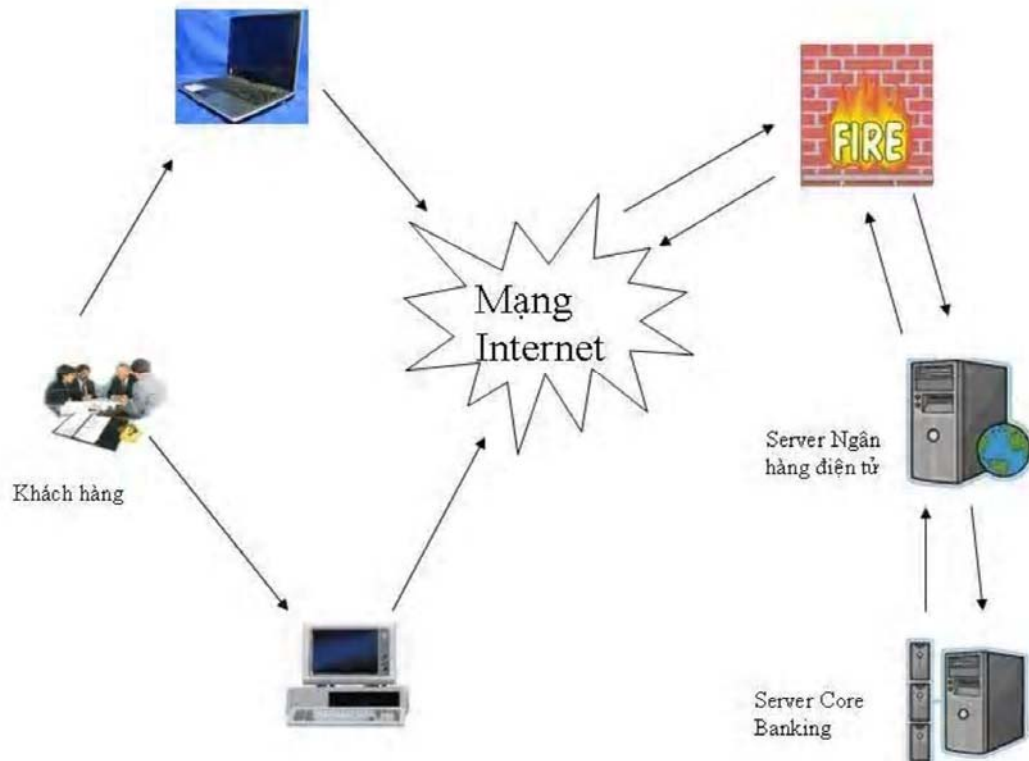 FIRE
Mạng
Internet
Khách hàng
Server Ngân
hàng điện tử
Server Core
Banking